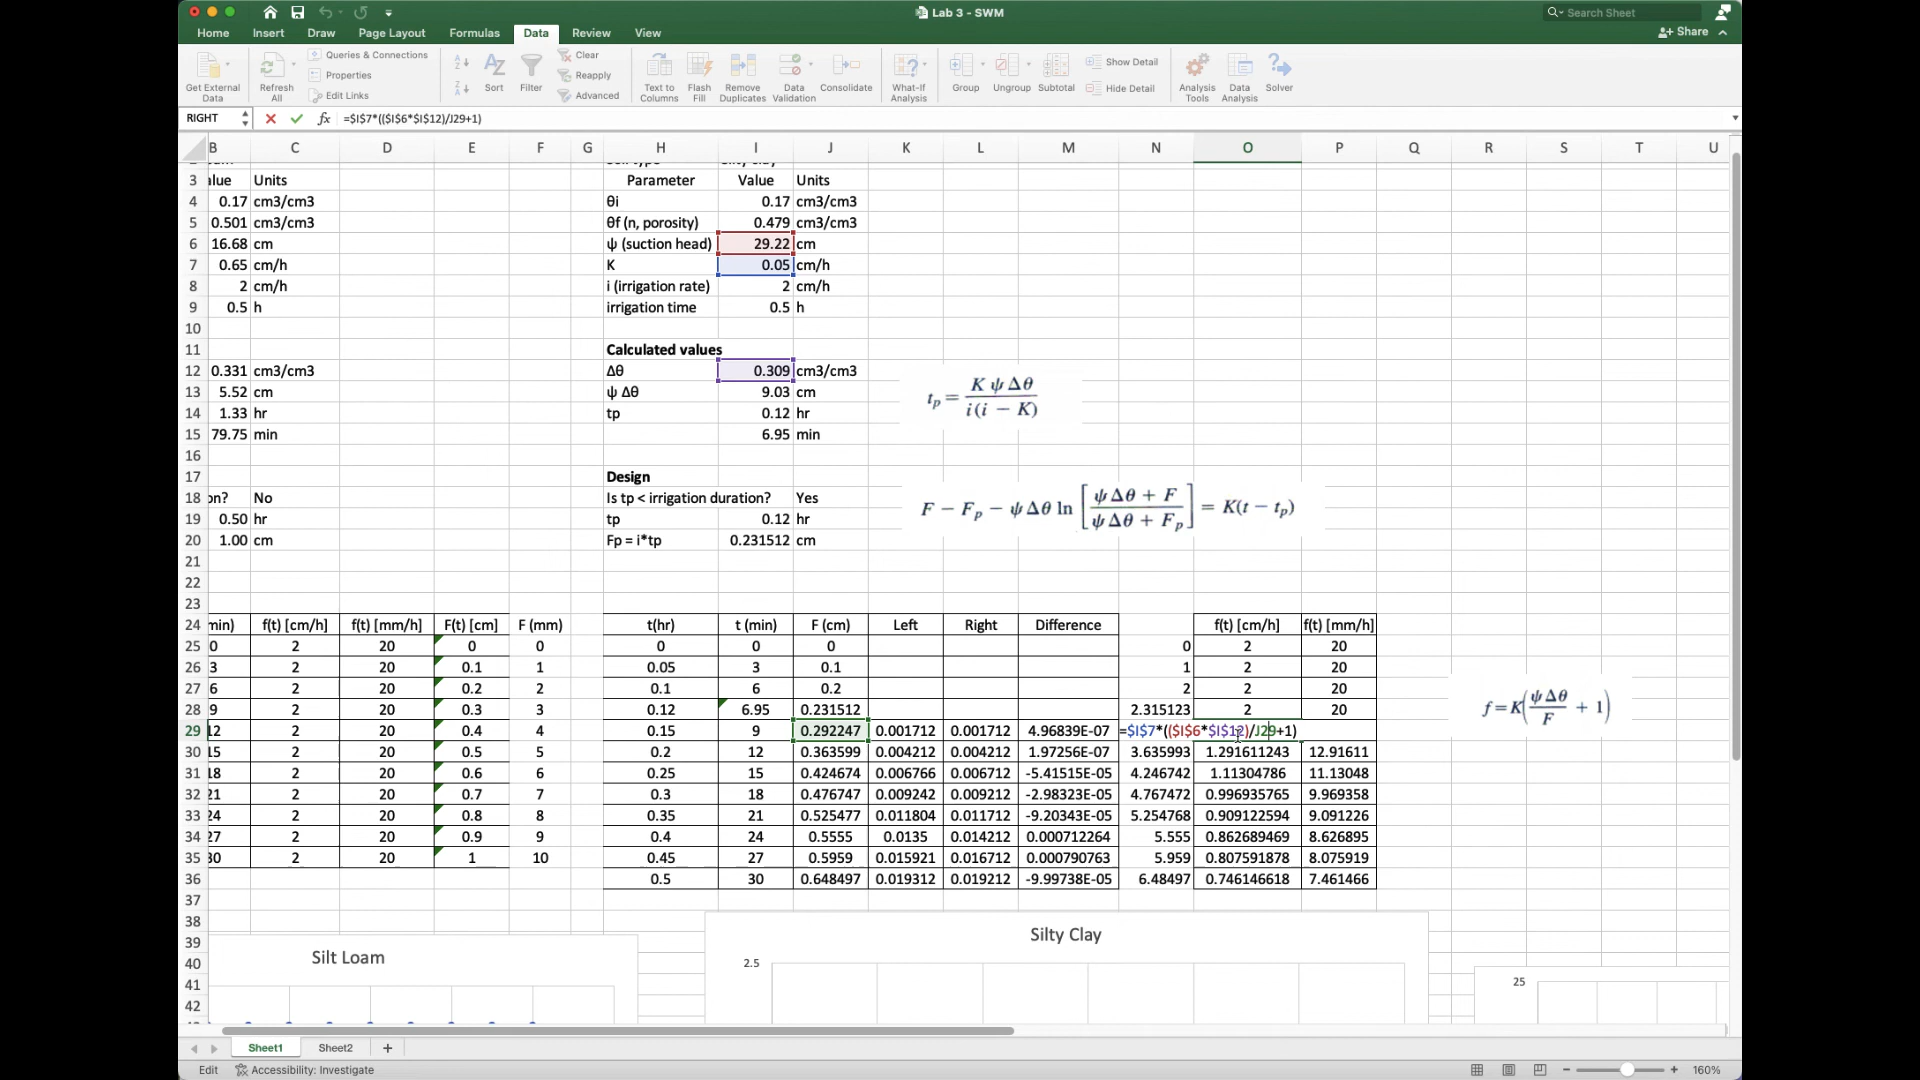 Lab 3 - SWM
Search Sheet
Home Insert Draw Page Layout Formulas Data Review View
Share
Get External Data
Refresh All
Queries & Connections
Properties
Edit Links
Sort
Filter
Clear
Reapply
Advanced
Text to Columns
Flash Fill
Remove Duplicates
Data Validation
Consolidate
What-If Analysis
Group
Ungroup
Subtotal
Show Detail
Hide Detail
Analysis Tools
Data Analysis
Solver
RIGHT fx =$I$7*(($I$6*$I$12)/J29+1)
B C D E F G H I J K L M N O P Q R S T U
3 alue Units Parameter Value Units
4 0.17 cm3/cm3 θi 0.17 cm3/cm3
5 0.501 cm3/cm3 θf (n, porosity) 0.479 cm3/cm3
6 16.68 cm ψ (suction head) 29.22 cm
7 0.65 cm/h K 0.05 cm/h
8 2 cm/h i (irrigation rate) 2 cm/h
9 0.5 h irrigation time 0.5 h
10
11 Calculated values
12 0.331 cm3/cm3 Δθ 0.309 cm3/cm3
13 5.52 cm ψ Δθ 9.03 cm
14 1.33 hr tp 0.12 hr
15 79.75 min 6.95 min
t_p = K ψ Δθ / i(i − K)
16
17 Design
18 on? No Is tp < irrigation duration? Yes
19 0.50 hr tp 0.12 hr
20 1.00 cm Fp = i*tp 0.231512 cm
F − F_p − ψ Δθ ln [ψ Δθ + F / ψ Δθ + F_p] = K(t − t_p)
21
22
23
24 min) f(t) [cm/h] f(t) [mm/h] F(t) [cm] F (mm) t(hr) t (min) F (cm) Left Right Difference f(t) [cm/h] f(t) [mm/h]
25 0 2 20 0 0 0 0 0 0 2 20
26 3 2 20 0.1 1 0.05 3 0.1 1 2 20
27 6 2 20 0.2 2 0.1 6 0.2 2 2 20
28 9 2 20 0.3 3 0.12 6.95 0.231512 2.315123 2 20
29 12 2 20 0.4 4 0.15 9 0.292247 0.001712 0.001712 4.96839E-07 =$I$7*(($I$6*$I$12)/J29+1)
30 15 2 20 0.5 5 0.2 12 0.363599 0.004212 0.004212 1.97256E-07 3.635993 1.291611243 12.91611
31 18 2 20 0.6 6 0.25 15 0.424674 0.006766 0.006712 -5.41515E-05 4.246742 1.11304786 11.13048
32 21 2 20 0.7 7 0.3 18 0.476747 0.009242 0.009212 -2.98323E-05 4.767472 0.996935765 9.969358
33 24 2 20 0.8 8 0.35 21 0.525477 0.011804 0.011712 -9.20343E-05 5.254768 0.909122594 9.091226
34 27 2 20 0.9 9 0.4 24 0.5555 0.0135 0.014212 0.000712264 5.555 0.862689469 8.626895
35 30 2 20 1 10 0.45 27 0.5959 0.015921 0.016712 0.000790763 5.959 0.807591878 8.075919
36 0.5 30 0.648497 0.019312 0.019212 -9.99738E-05 6.48497 0.746146618 7.461466
f = K(ψ Δθ / F + 1)
37
38
39
40
41
42
Silt Loam
Silty Clay
2.5
25
Sheet1 Sheet2 +
Edit Accessibility: Investigate 160%